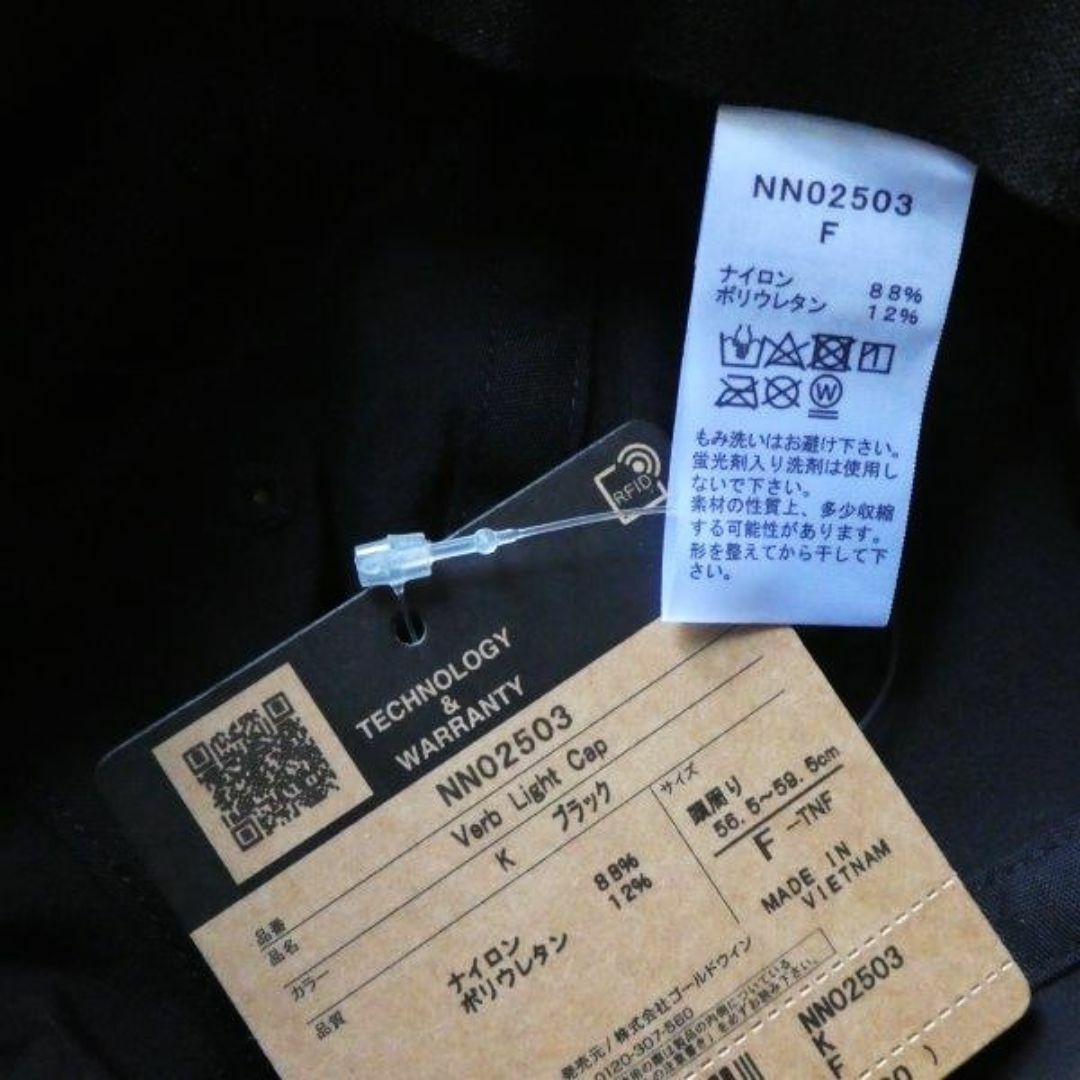 NN02503
F
ナイロン 88%
ポリウレタン 12%
W
もみ洗いはお避け下さい。
蛍光剤入り洗剤は使用し
ないで下さい。
素材の性質上、多少収縮
する可能性があります。
形を整えてから干して下
さい。
RFID
TECHNOLOGY
&
WARRANTY
品番 NN02503
品名 Verb Light Cap
カラー K ブラック
品質 ナイロン 88%
ポリウレタン 12%
サイズ
頭周り
56.5～59.5cm
F -TNF
MADE IN
VIETNAM
発売元/株式会社ゴールドウイン
0120-307-560
NN02503
K
F